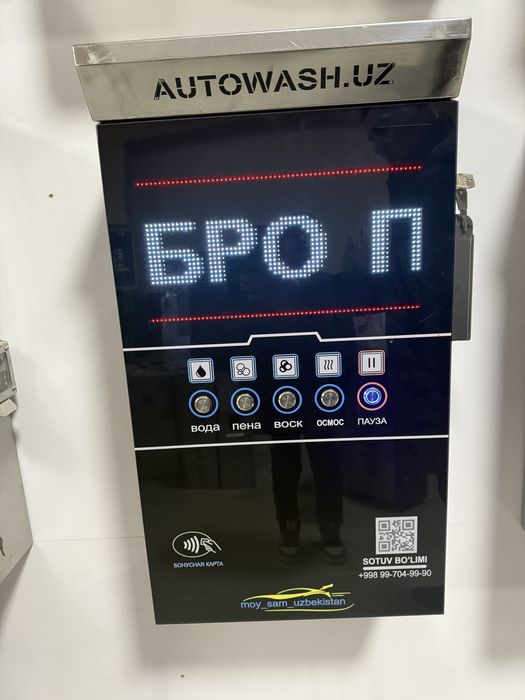 AUTOWASH.UZ
БРО П
вода пена воск осмос ПАУЗА
БОНУСНАЯ КАРТА
SOTUV BO'LIMI
+998 99-704-99-90
moy_sam_uzbekistan